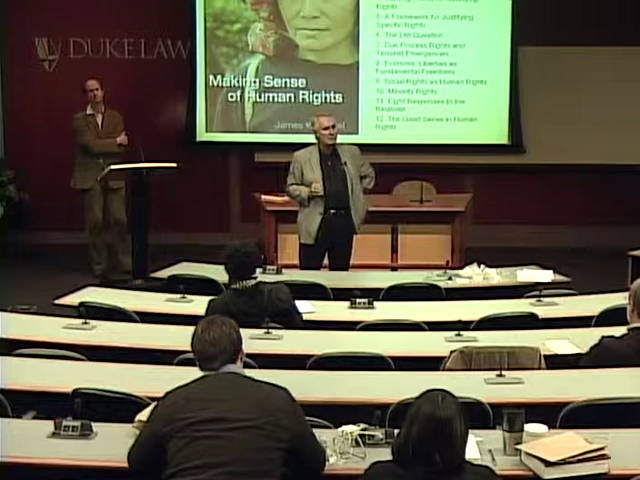 DUKE LAW
Making Sense
of Human Rights
James
Rights
5. A Framework for Justifying
Specific Rights
6. The List Question
7. Due Process Rights and
Terrorist Emergencies
8. Economic Liberties as
Fundamental Freedoms
9. Social Rights as Human Rights
10. Minority Rights
11. Eight Responses to the
Relativist
12. The Good Sense in Human
Rights